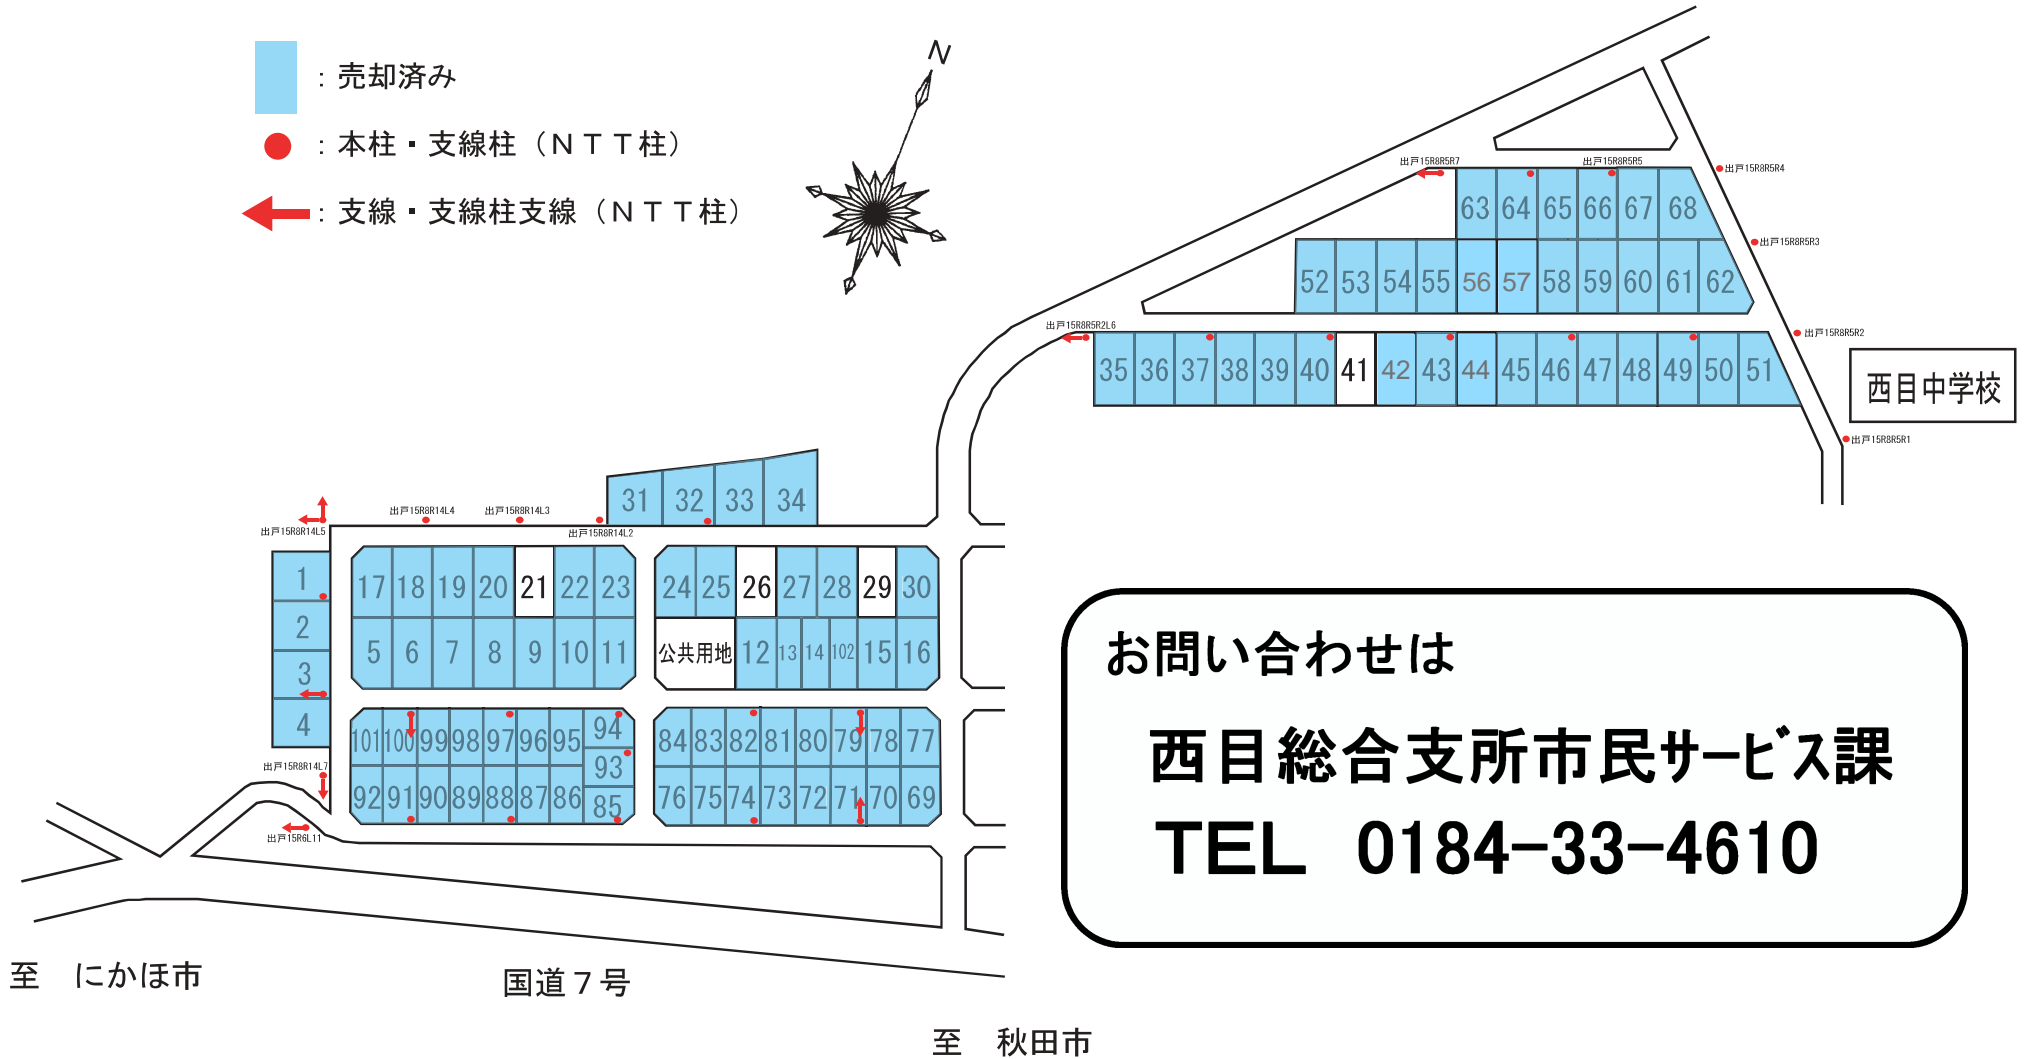 N
：売却済み
：本柱・支線柱（ＮＴＴ柱）
：支線・支線柱支線（ＮＴＴ柱）
出戸15R8R5R7
出戸15R8R5R5
出戸15R8R5R4
63 64 65 66 67 68
出戸15R8R5R3
52 53 54 55 56 57 58 59 60 61 62
出戸15R8R5R2L6
出戸15R8R5R2
35 36 37 38 39 40 41 42 43 44 45 46 47 48 49 50 51
西目中学校
出戸15R8R5R1
31 32 33 34
出戸15R8R14L5
出戸15R8R14L4
出戸15R8R14L3
出戸15R8R14L2
1
2
3
4
17 18 19 20 21 22 23
24 25 26 27 28 29 30
5 6 7 8 9 10 11
公共用地 12 13 14 102 15 16
101 100 99 98 97 96 95 94
93
92 91 90 89 88 87 86 85
84 83 82 81 80 79 78 77
76 75 74 73 72 71 70 69
出戸15R8R14L7
出戸15R6L11
お問い合わせは
西目総合支所市民ｻｰﾋﾞｽ課
ＴＥＬ　0184−33−4610
至　にかほ市
国道７号
至　秋田市